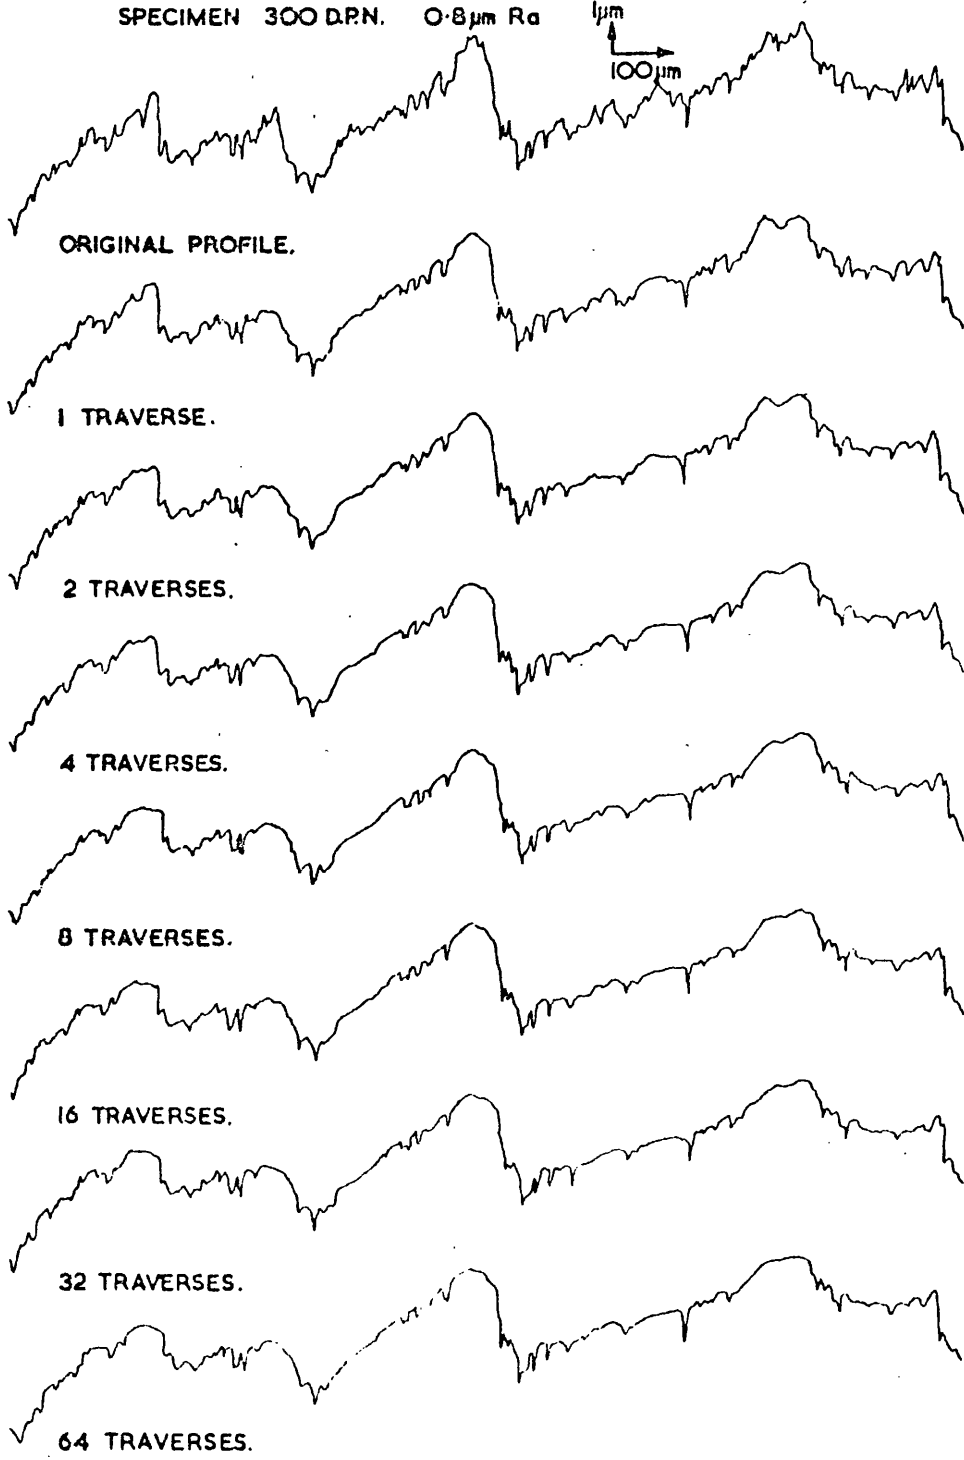 SPECIMEN 300 D.P.N. 0·8μm Ra
1μm
100μm
ORIGINAL PROFILE.
1 TRAVERSE.
2 TRAVERSES.
4 TRAVERSES.
8 TRAVERSES.
16 TRAVERSES.
32 TRAVERSES.
64 TRAVERSES.